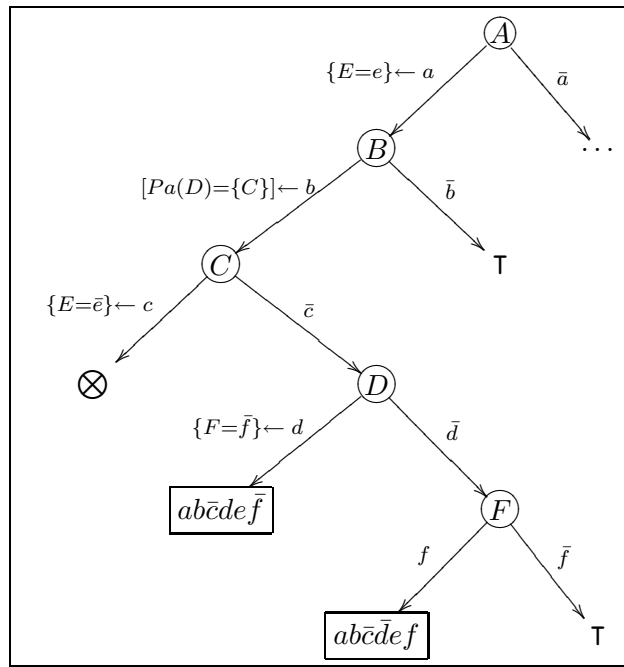 A
{E=e}← a
ā
B
···
[Pa(D)={C}]← b
b̄
C
T
{E=ē}← c
c̄
⊗
D
{F=f̄}← d
d̄
abc̄def̄
F
f
f̄
abc̄d̄ef
T